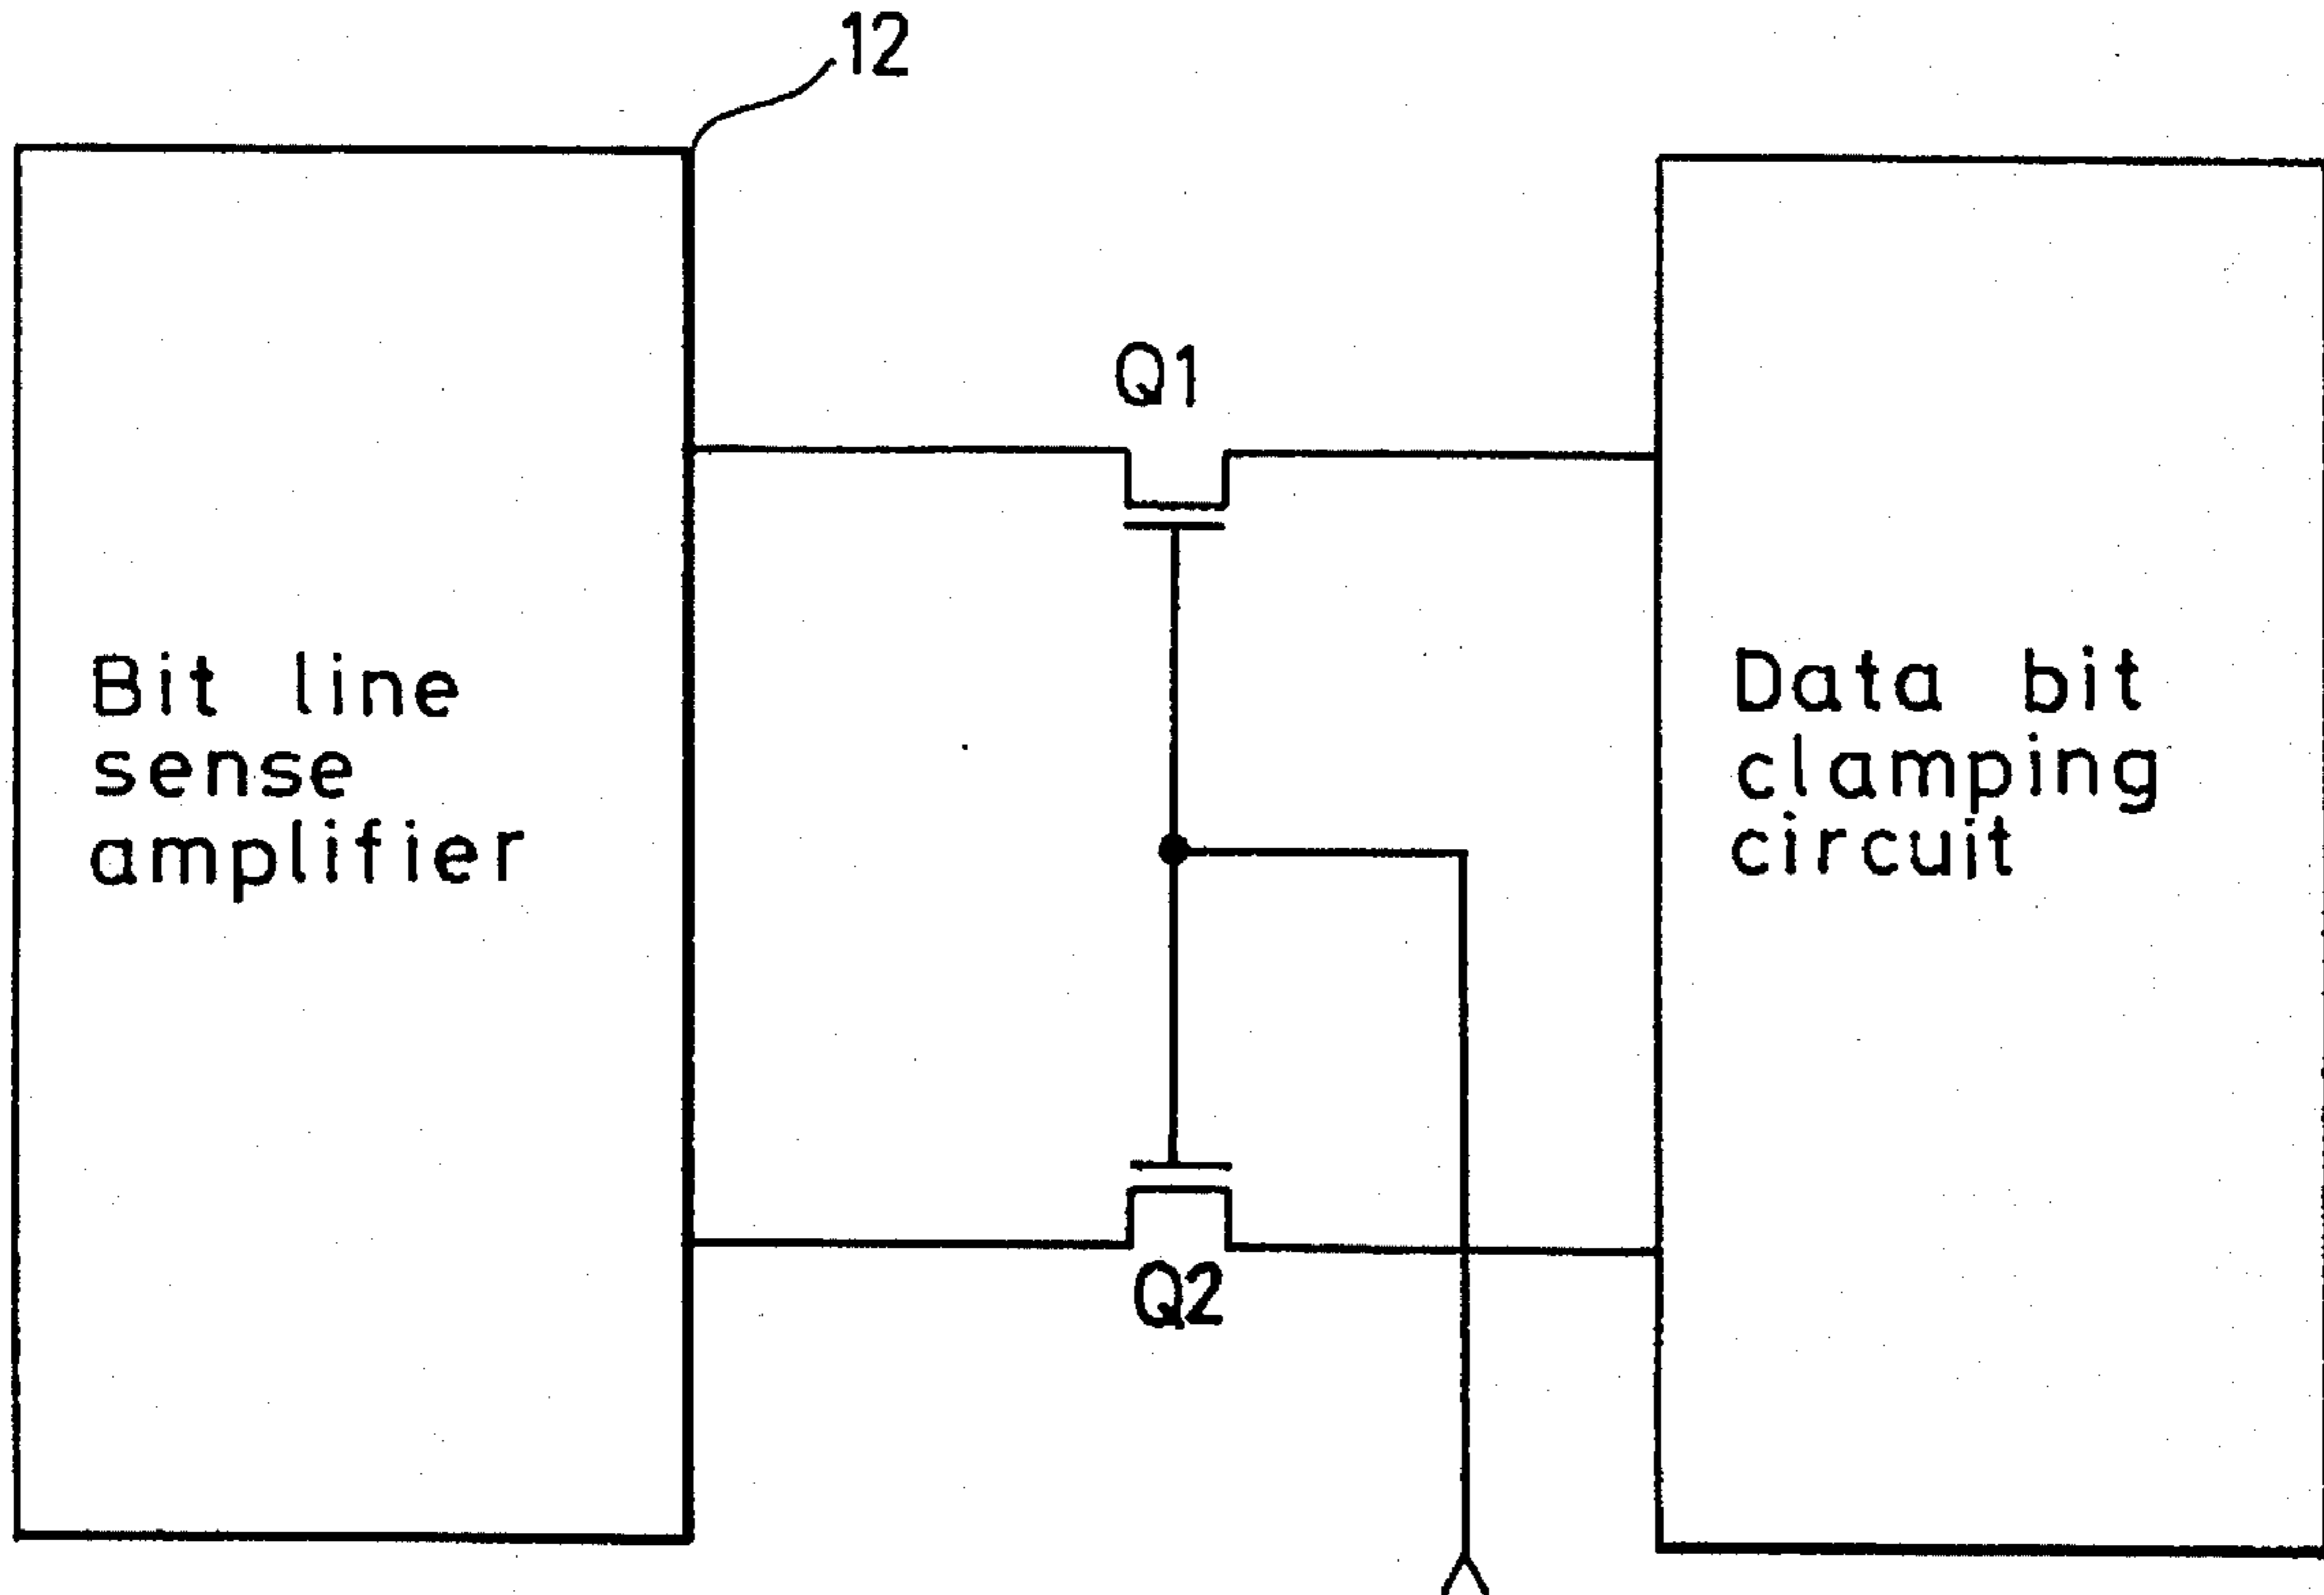 12
Q1
Bit line
sense
amplifier
Data bit
clamping
circuit
Q2